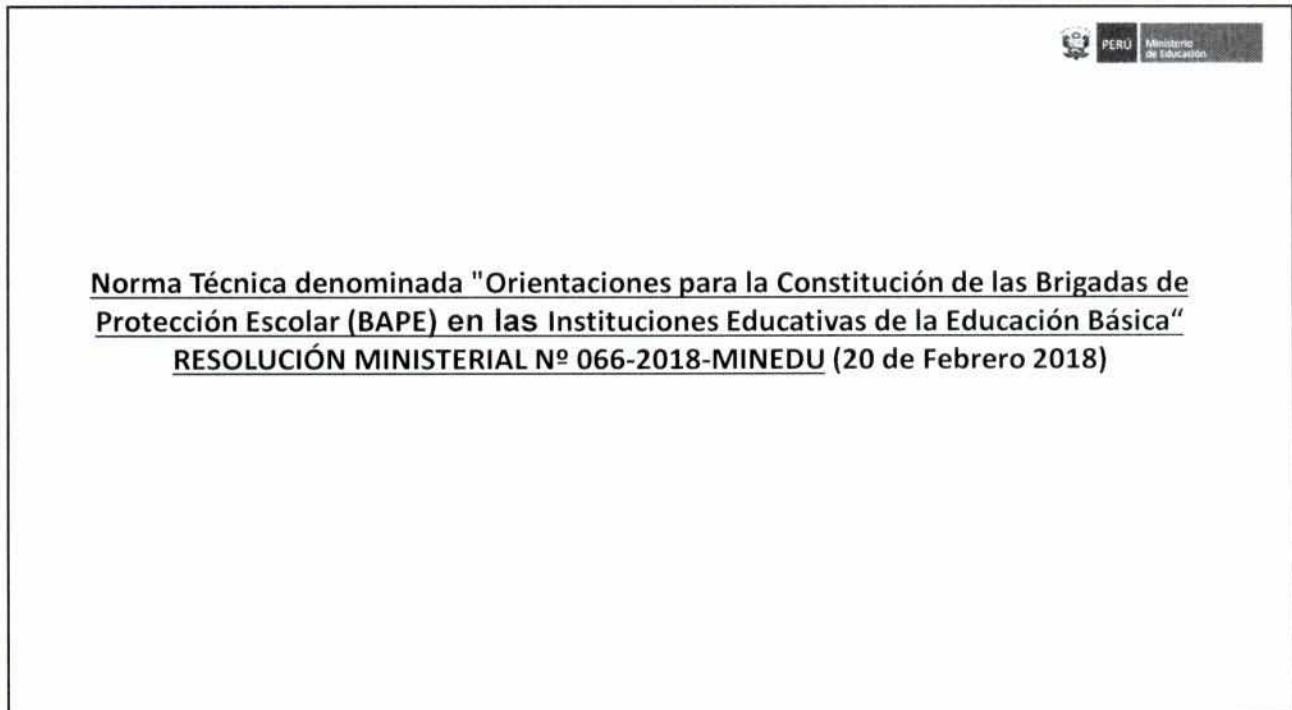 PERÚ
Ministerio
de Educación
Norma Técnica denominada "Orientaciones para la Constitución de las Brigadas de
Protección Escolar (BAPE) en las Instituciones Educativas de la Educación Básica“
RESOLUCIÓN MINISTERIAL Nº 066-2018-MINEDU (20 de Febrero 2018)